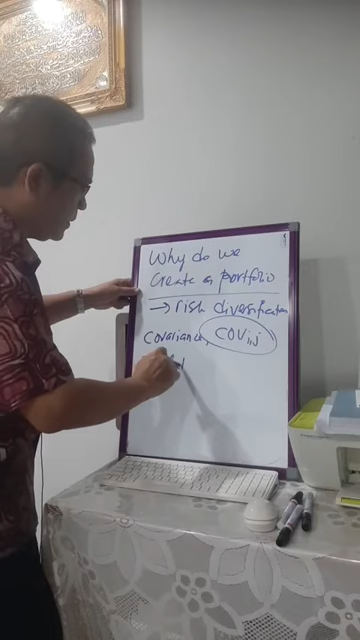 Why do we
Create a portfolio
→ risk diversification
Covariance, COVi,j